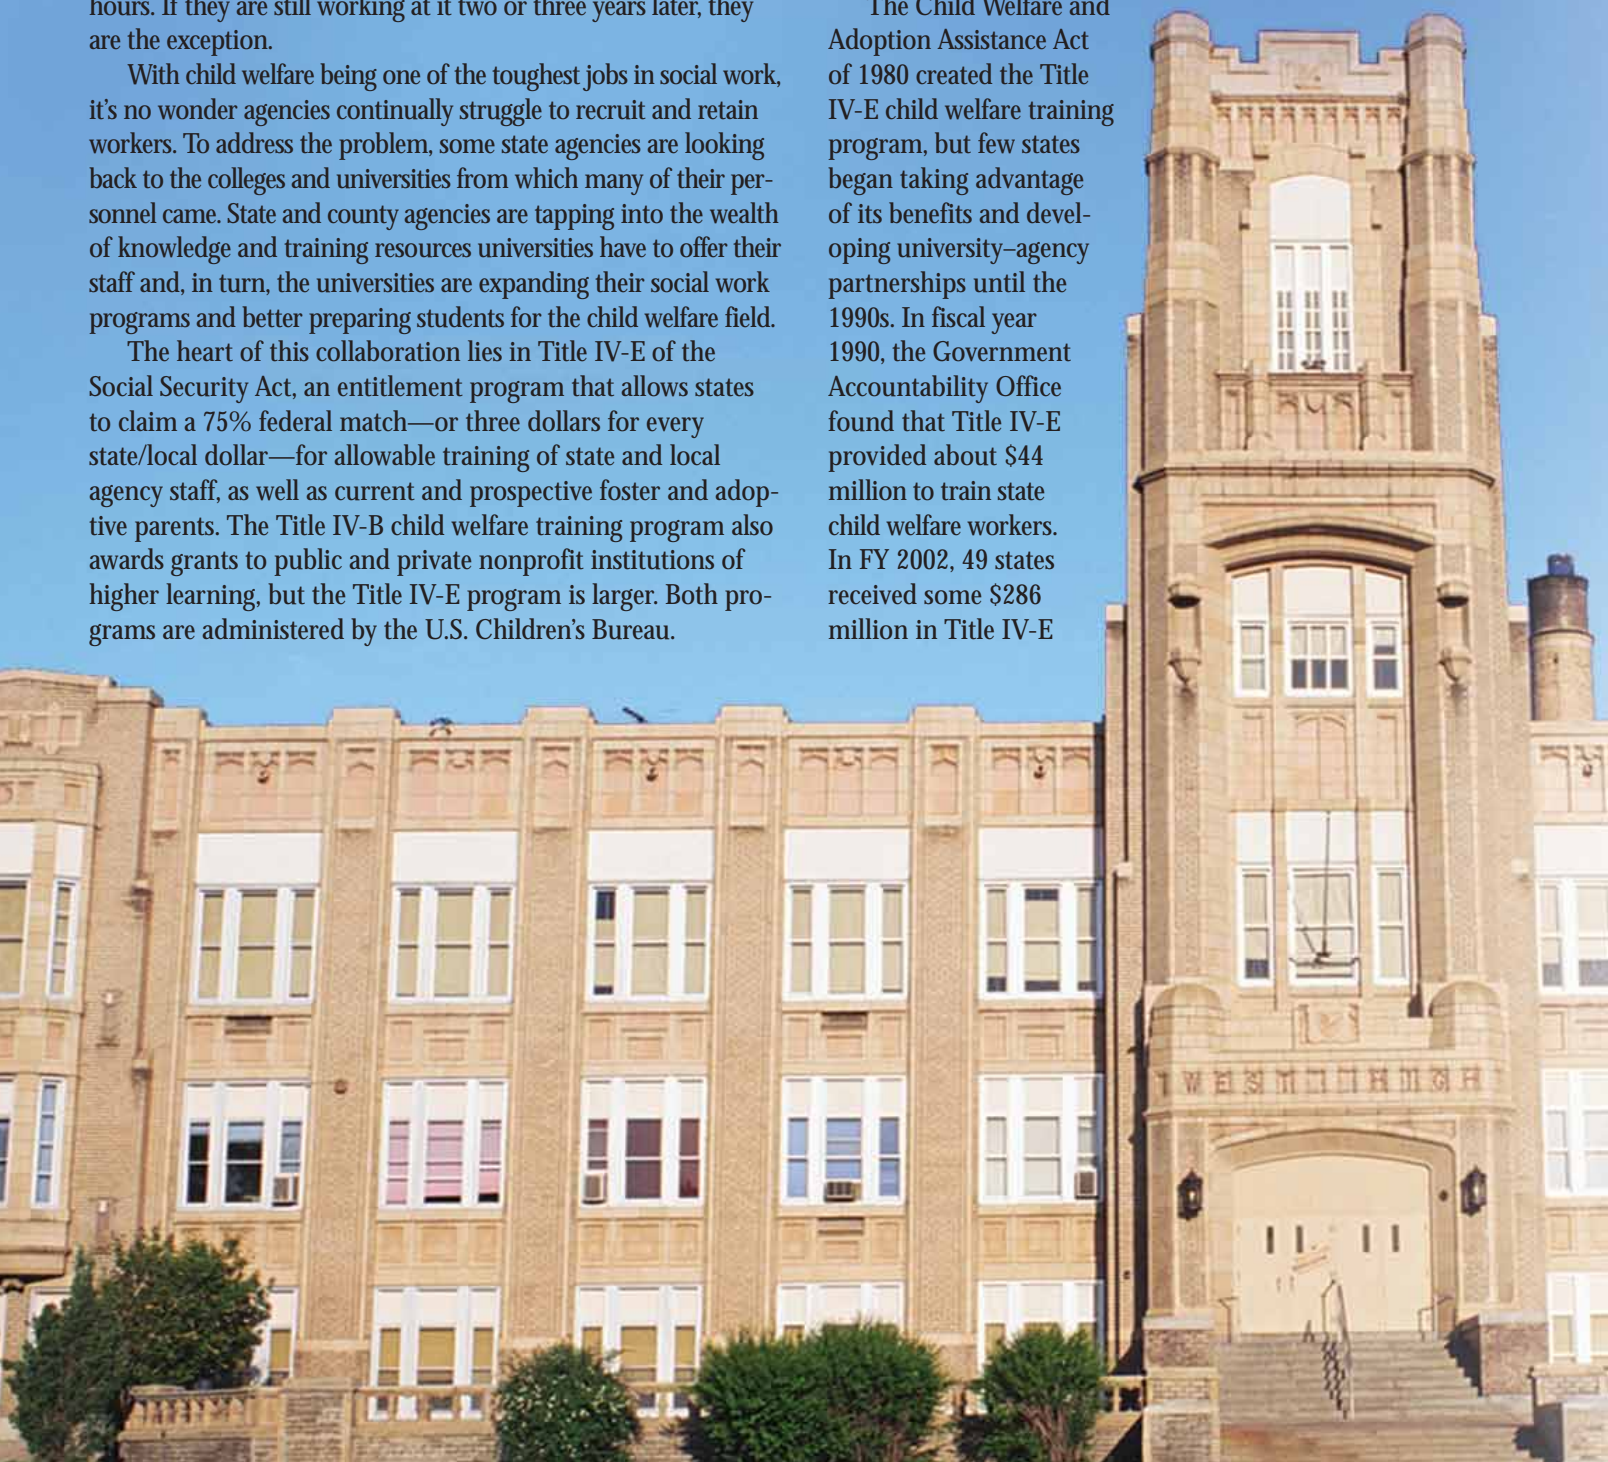 hours. If they are still working at it two or three years later, they
are the exception.
With child welfare being one of the toughest jobs in social work,
it's no wonder agencies continually struggle to recruit and retain
workers. To address the problem, some state agencies are looking
back to the colleges and universities from which many of their per-
sonnel came. State and county agencies are tapping into the wealth
of knowledge and training resources universities have to offer their
staff and, in turn, the universities are expanding their social work
programs and better preparing students for the child welfare field.
The heart of this collaboration lies in Title IV-E of the
Social Security Act, an entitlement program that allows states
to claim a 75% federal match—or three dollars for every
state/local dollar—for allowable training of state and local
agency staff, as well as current and prospective foster and adop-
tive parents. The Title IV-B child welfare training program also
awards grants to public and private nonprofit institutions of
higher learning, but the Title IV-E program is larger. Both pro-
grams are administered by the U.S. Children's Bureau.
The Child Welfare and
Adoption Assistance Act
of 1980 created the Title
IV-E child welfare training
program, but few states
began taking advantage
of its benefits and devel-
oping university–agency
partnerships until the
1990s. In fiscal year
1990, the Government
Accountability Office
found that Title IV-E
provided about $44
million to train state
child welfare workers.
In FY 2002, 49 states
received some $286
million in Title IV-E
WEST HIGH